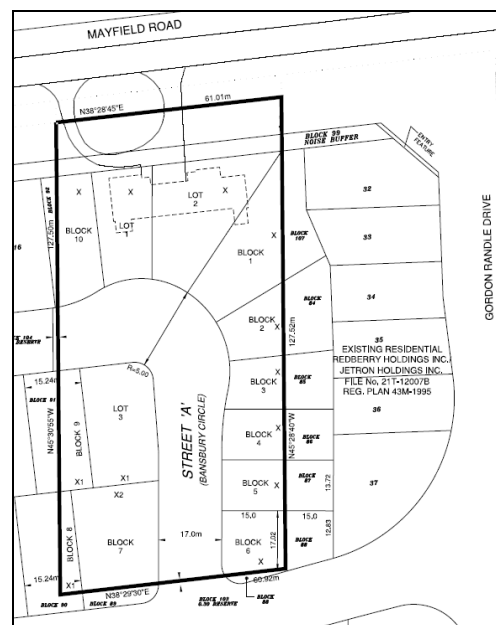 MAYFIELD ROAD
N38°28'45"E
61.01m
BLOCK 99
NOISE BUFFER
ENTRY
FEATURE
GORDON RANDLE DRIVE
127.50m
X
X
X
LOT
2
LOT
1
BLOCK
10
16
32
33
34
BLOCK
1
X
BLOCK
107
BLOCK
2
X
BLOCK
84
127.52m
35
EXISTING RESIDENTIAL
REDBERRY HOLDINGS INC.
JETRON HOLDINGS INC.
FILE No, 21T-12007B
REG. PLAN 43M-1995
36
37
RESERVE
R=5.00
15.24m
N45°30'55"W
BLOCK 9
X1
LOT
3
X1
X2
STREET 'A'
(BANSBURY CIRCLE)
BLOCK
3
X
BLOCK
85
BLOCK
4
X
N45°28'40"W
BLOCK
86
BLOCK
5
X
BLOCK
87
13.72
15.0
15.0
BLOCK
6
X
17.02
12.83
BLOCK
88
17.0m
BLOCK 8
BLOCK
7
15.24m
X1
N38°29'30"E
60.92m
BLOCK 90
BLOCK 89
BLOCK 103
0.30 RESERVE
BLOCK